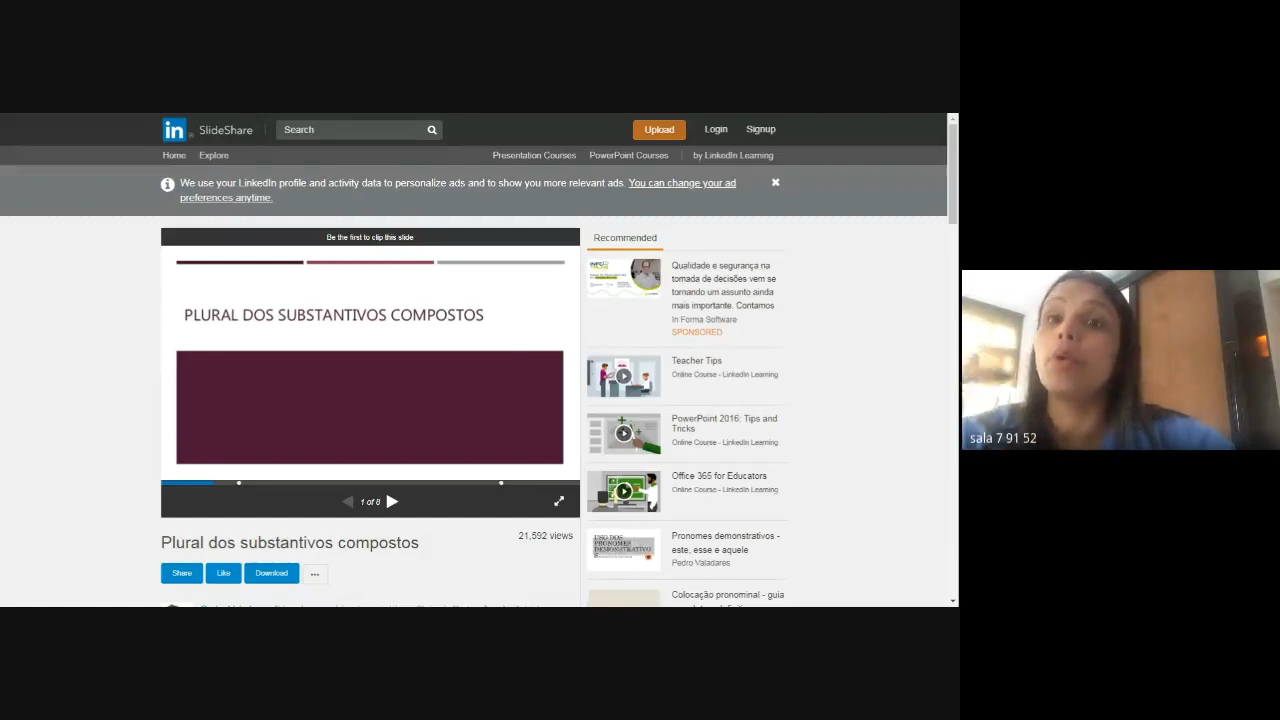 in SlideShare Search Upload Login Signup
Home Explore Presentation Courses PowerPoint Courses by LinkedIn Learning
We use your LinkedIn profile and activity data to personalize ads and to show you more relevant ads. You can change your ad
preferences anytime.
Be the first to clip this slide
PLURAL DOS SUBSTANTIVOS COMPOSTOS
1 of 8
Plural dos substantivos compostos
21,592 views
Share Like Download ...
Recommended
Qualidade e segurança na
tomada de decisões vem se
tornando um assunto ainda
mais importante. Contamos
In Forma Software
SPONSORED
Teacher Tips
Online Course - LinkedIn Learning
PowerPoint 2016: Tips and
Tricks
Online Course - LinkedIn Learning
Office 365 for Educators
Online Course - LinkedIn Learning
USO DOS
PRONOMES
DEMONSTRATIVO
S
Pronomes demonstrativos -
este, esse e aquele
Pedro Valadares
Colocação pronominal - guia
sala 7 91 52